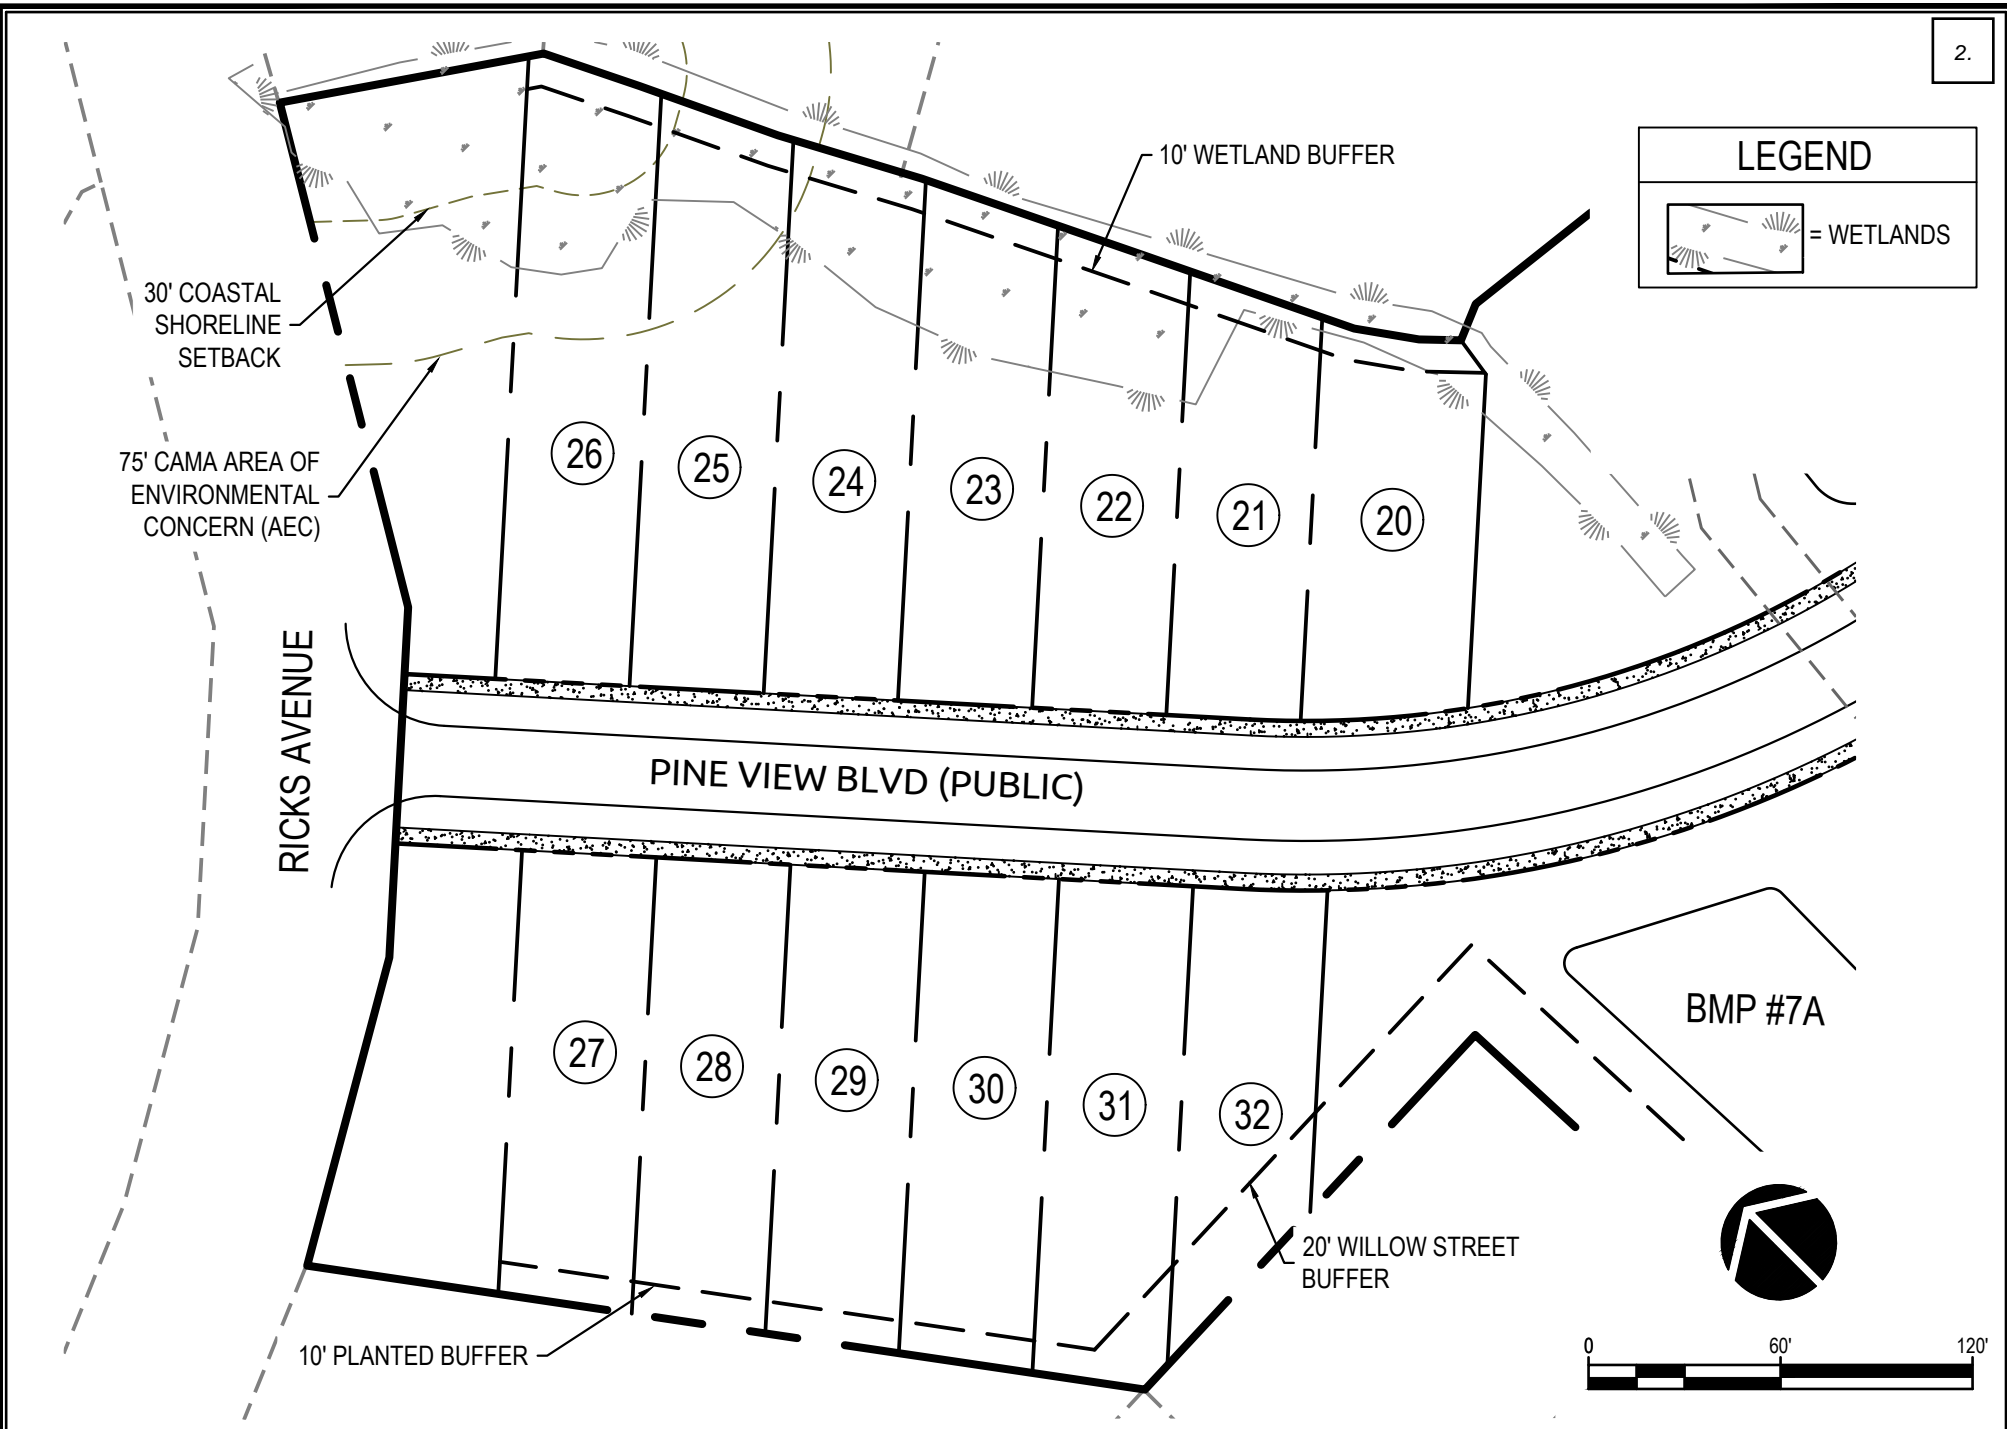 2.
LEGEND
= WETLANDS
10' WETLAND BUFFER
30' COASTAL
SHORELINE
SETBACK
75' CAMA AREA OF
ENVIRONMENTAL
CONCERN (AEC)
26
25
24
23
22
21
20
RICKS AVENUE
PINE VIEW BLVD (PUBLIC)
27
28
29
30
31
32
BMP #7A
20' WILLOW STREET
BUFFER
10' PLANTED BUFFER
0 60' 120'